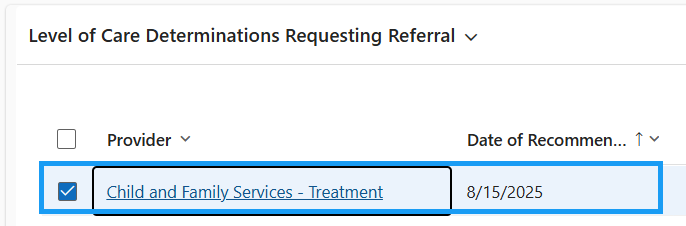 Level of Care Determinations Requesting Referral
Provider Date of Recommen...
Child and Family Services - Treatment 8/15/2025